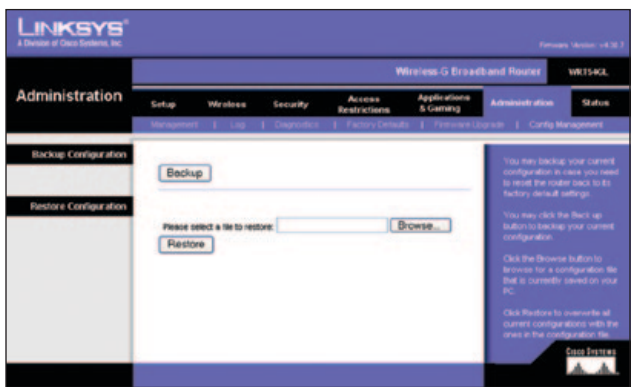 LINKSYS®
A Division of Cisco Systems, Inc.
Firmware Version: v4.30.7
Wireless-G Broadband Router WRT54GL
Administration
Setup Wireless Security Access Restrictions Applications & Gaming Administration Status
Management | Log | Diagnostics | Factory Defaults | Firmware Upgrade | Config Management
Backup Configuration
Backup
Restore Configuration
Please select a file to restore: Browse...
Restore
You may backup your current
configuration in case you need
to reset the router back to its
factory default settings.
You may click the Back up
button to backup your current
configuration.
Click the Browse button to
browse for a configuration file
that is currently saved on your
PC.
Click Restore to overwrite all
current configurations with the
ones in the configuration file.
CISCO SYSTEMS